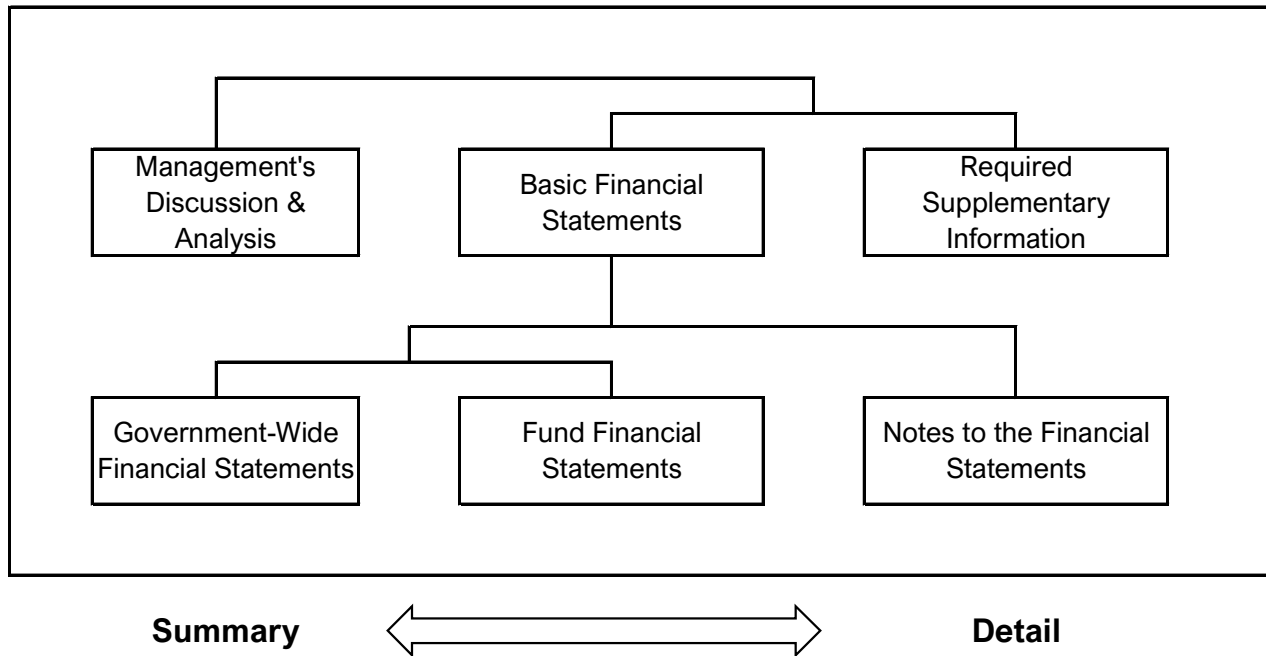 Management's
Discussion &
Analysis
Basic Financial
Statements
Required
Supplementary
Information
Government-Wide
Financial Statements
Fund Financial
Statements
Notes to the Financial
Statements
Summary
Detail